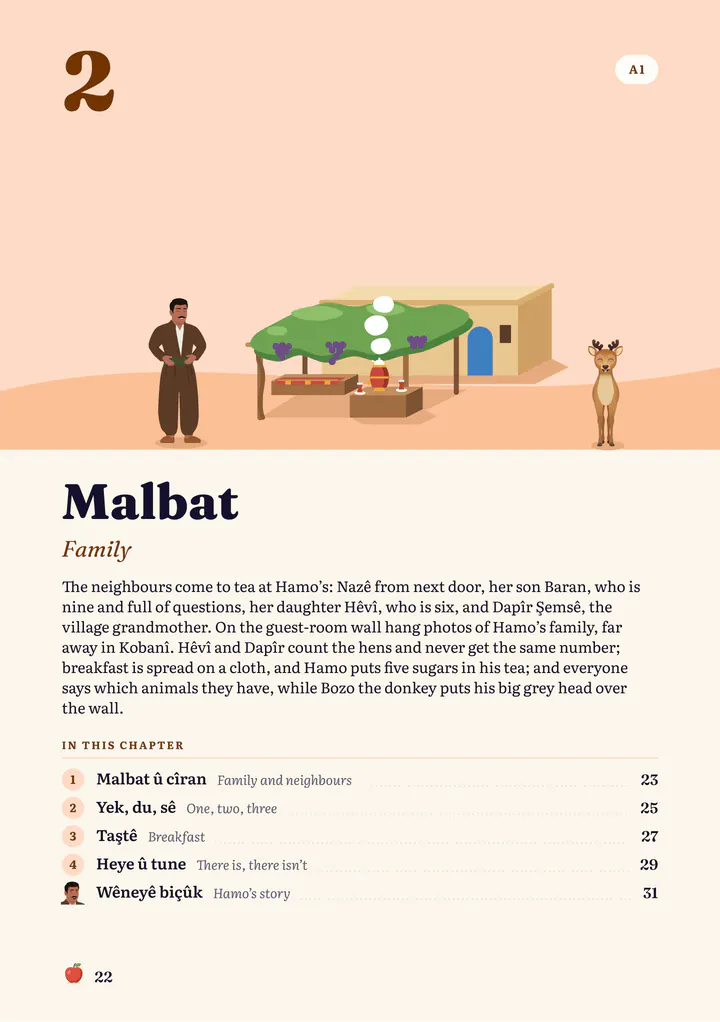 2
A1
Malbat
Family
The neighbours come to tea at Hamo’s: Nazê from next door, her son Baran, who is
nine and full of questions, her daughter Hêvî, who is six, and Dapîr Şemsê, the
village grandmother. On the guest-room wall hang photos of Hamo’s family, far
away in Kobanî. Hêvî and Dapîr count the hens and never get the same number;
breakfast is spread on a cloth, and Hamo puts five sugars in his tea; and everyone
says which animals they have, while Bozo the donkey puts his big grey head over
the wall.
IN THIS CHAPTER
1 Malbat û cîran Family and neighbours 23
2 Yek, du, sê One, two, three 25
3 Taştê Breakfast 27
4 Heye û tune There is, there isn’t 29
Wêneyê biçûk Hamo’s story 31
22